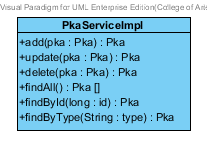 Visual Paradigm for UML Enterprise Edition(College of Arts
PkaServiceImpl
+add(pka : Pka) : Pka
+update(pka : Pka) : Pka
+delete(pka : Pka) : Pka
+findAll() : Pka []
+findById(long : id) : Pka
+findByType(String : type) : Pka